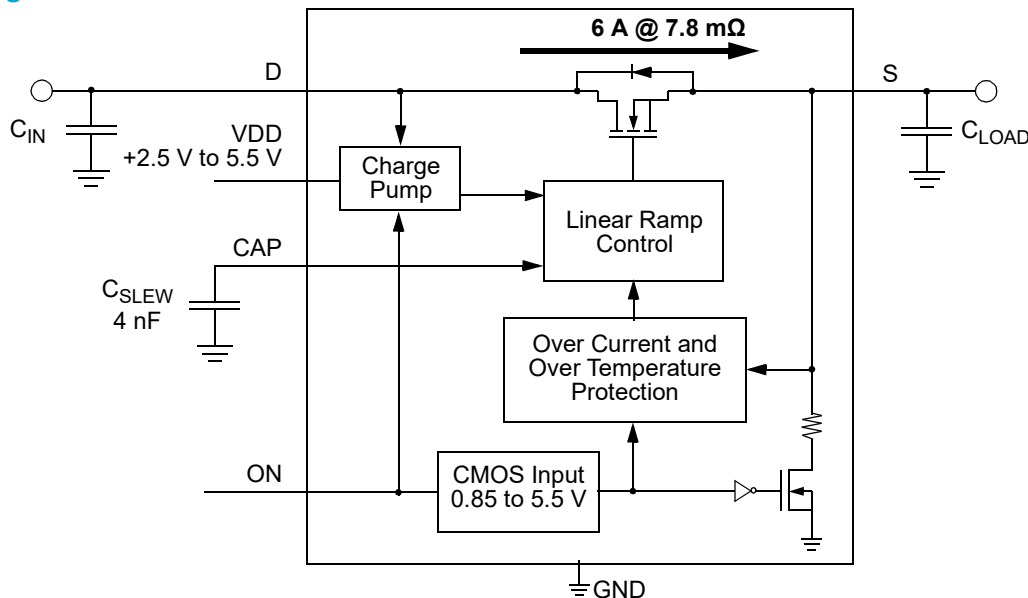 6 A @ 7.8 mΩ
D
S
C_IN
VDD
+2.5 V to 5.5 V
Charge
Pump
C_LOAD
Linear Ramp
Control
CAP
C_SLEW
4 nF
Over Current and
Over Temperature
Protection
ON
CMOS Input
0.85 to 5.5 V
GND